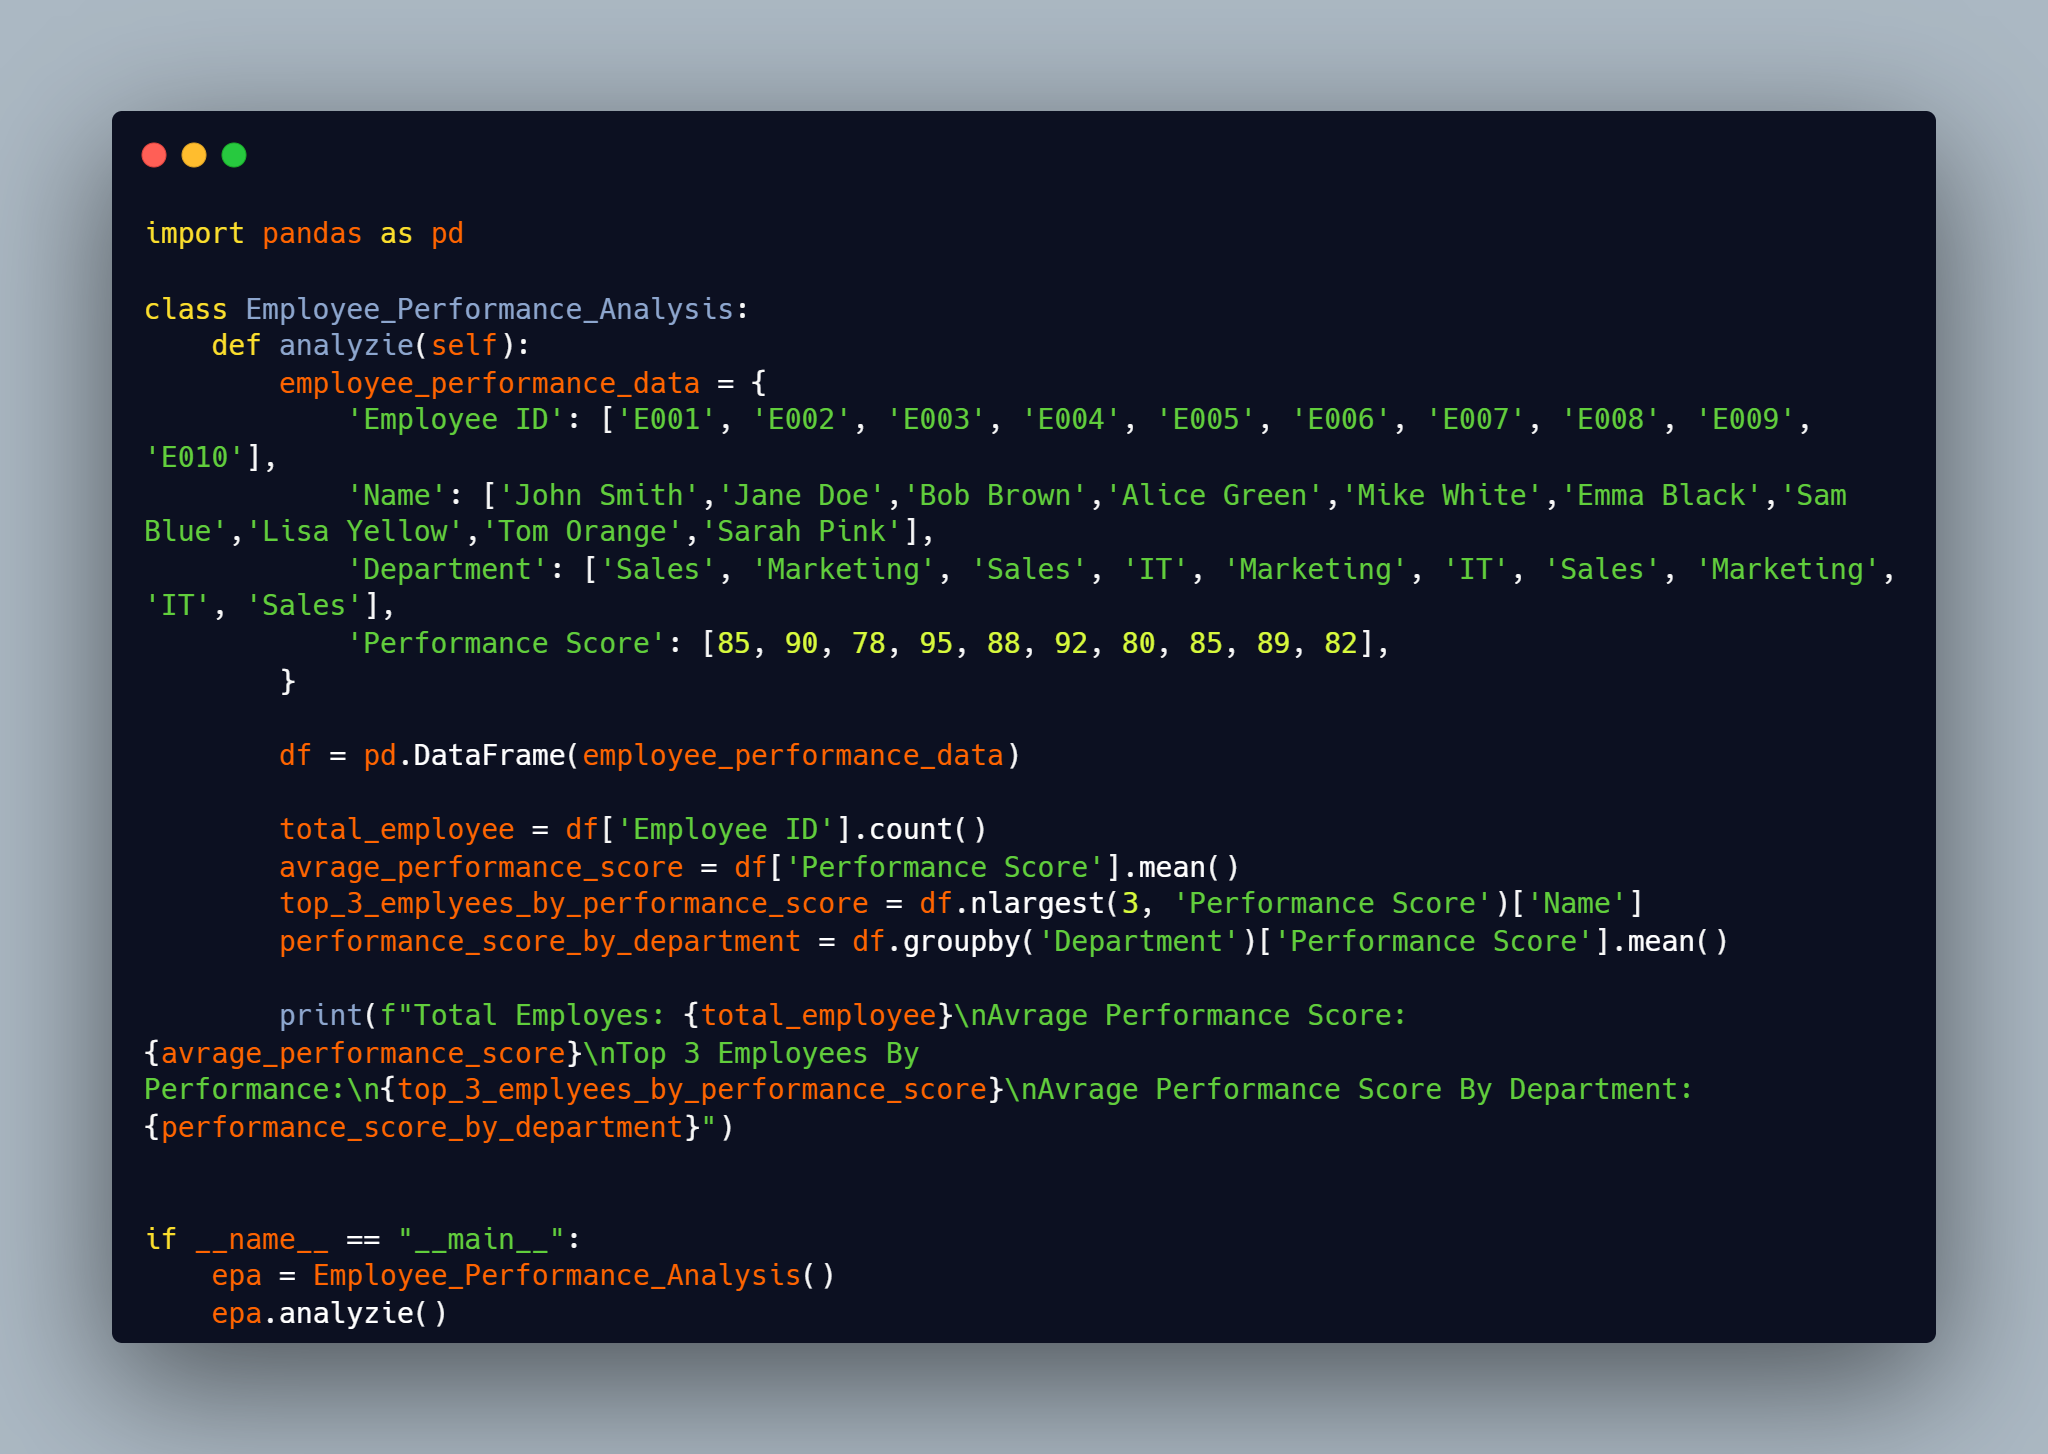 import pandas as pd
class Employee_Performance_Analysis:
    def analyzie(self):
        employee_performance_data = {
            'Employee ID': ['E001', 'E002', 'E003', 'E004', 'E005', 'E006', 'E007', 'E008', 'E009',
'E010'],
            'Name': ['John Smith','Jane Doe','Bob Brown','Alice Green','Mike White','Emma Black','Sam
Blue','Lisa Yellow','Tom Orange','Sarah Pink'],
            'Department': ['Sales', 'Marketing', 'Sales', 'IT', 'Marketing', 'IT', 'Sales', 'Marketing',
'IT', 'Sales'],
            'Performance Score': [85, 90, 78, 95, 88, 92, 80, 85, 89, 82],
        }
        df = pd.DataFrame(employee_performance_data)
        total_employee = df['Employee ID'].count()
        avrage_performance_score = df['Performance Score'].mean()
        top_3_emplyees_by_performance_score = df.nlargest(3, 'Performance Score')['Name']
        performance_score_by_department = df.groupby('Department')['Performance Score'].mean()
        print(f"Total Employes: {total_employee}\nAvrage Performance Score:
{avrage_performance_score}\nTop 3 Employees By
Performance:\n{top_3_emplyees_by_performance_score}\nAvrage Performance Score By Department:
{performance_score_by_department}")
if __name__ == "__main__":
    epa = Employee_Performance_Analysis()
    epa.analyzie()